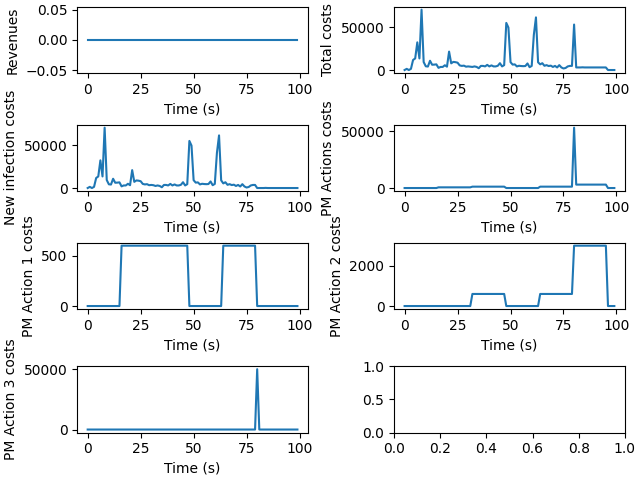 Revenues
0.05
0.00
−0.05
0 25 50 75 100
Time (s)
Total costs
50000
0
0 25 50 75 100
Time (s)
New infection costs
50000
0
0 25 50 75 100
Time (s)
PM Actions costs
50000
0
0 25 50 75 100
Time (s)
PM Action 1 costs
500
0
0 25 50 75 100
Time (s)
PM Action 2 costs
2000
0
0 25 50 75 100
Time (s)
PM Action 3 costs
50000
0
0 25 50 75 100
Time (s)
1.0
0.5
0.0
0.0 0.2 0.4 0.6 0.8 1.0